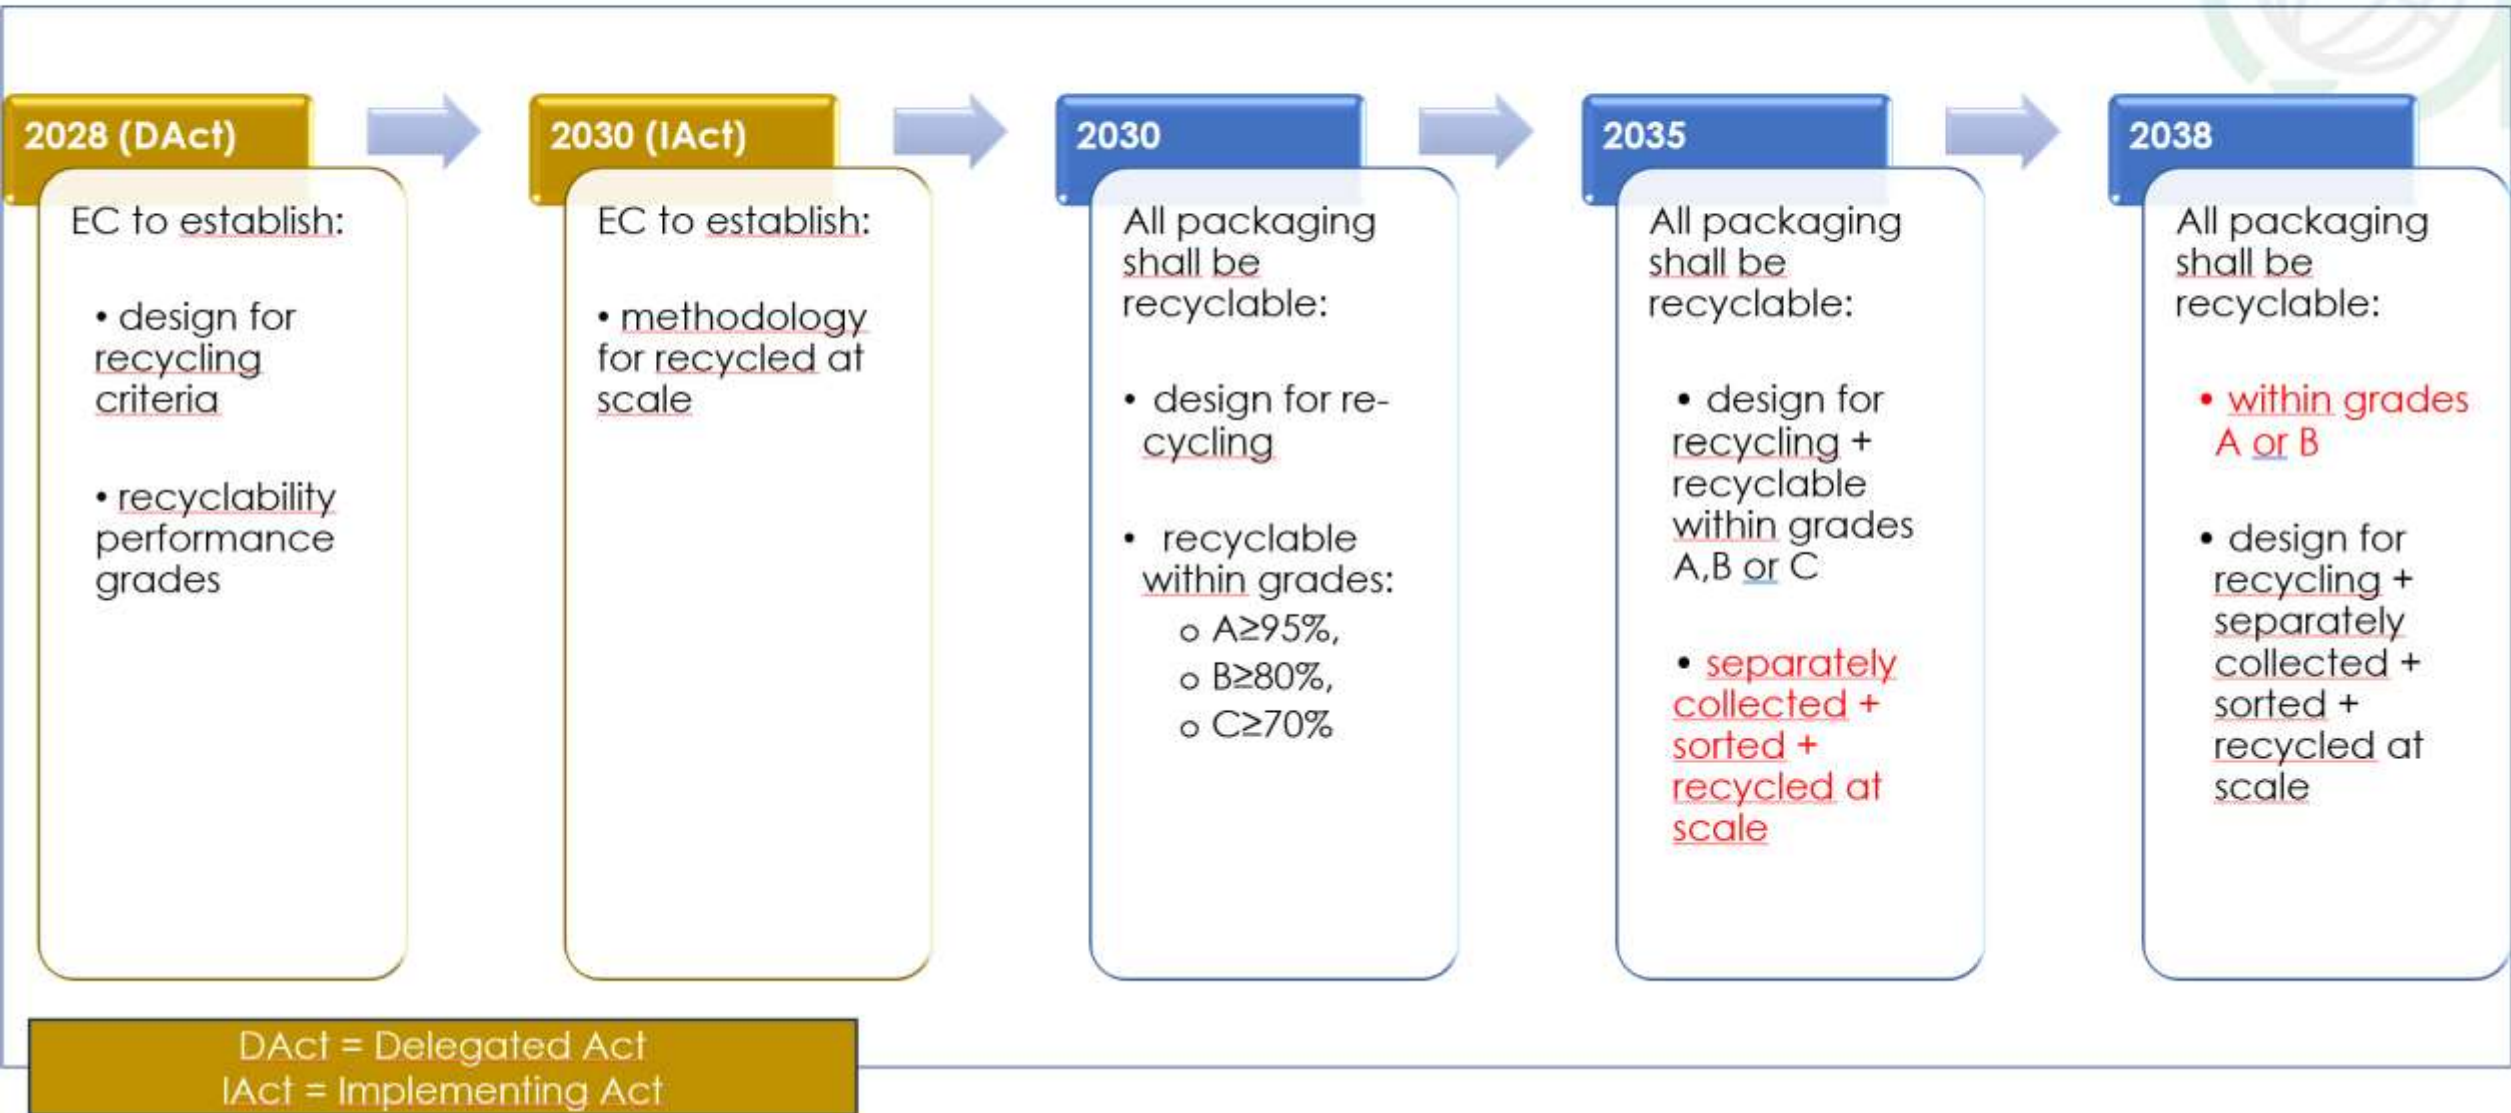 2028 (DAct)
EC to establish:
• design for
recycling
criteria
• recyclability
performance
grades
2030 (IAct)
EC to establish:
• methodology
for recycled at
scale
2030
All packaging
shall be
recyclable:
• design for re-
cycling
• recyclable
within grades:
o A≥95%,
o B≥80%,
o C≥70%
2035
All packaging
shall be
recyclable:
• design for
recycling +
recyclable
within grades
A,B or C
• separately
collected +
sorted +
recycled at
scale
2038
All packaging
shall be
recyclable:
• within grades
A or B
• design for
recycling +
separately
collected +
sorted +
recycled at
scale
DAct = Delegated Act
IAct = Implementing Act